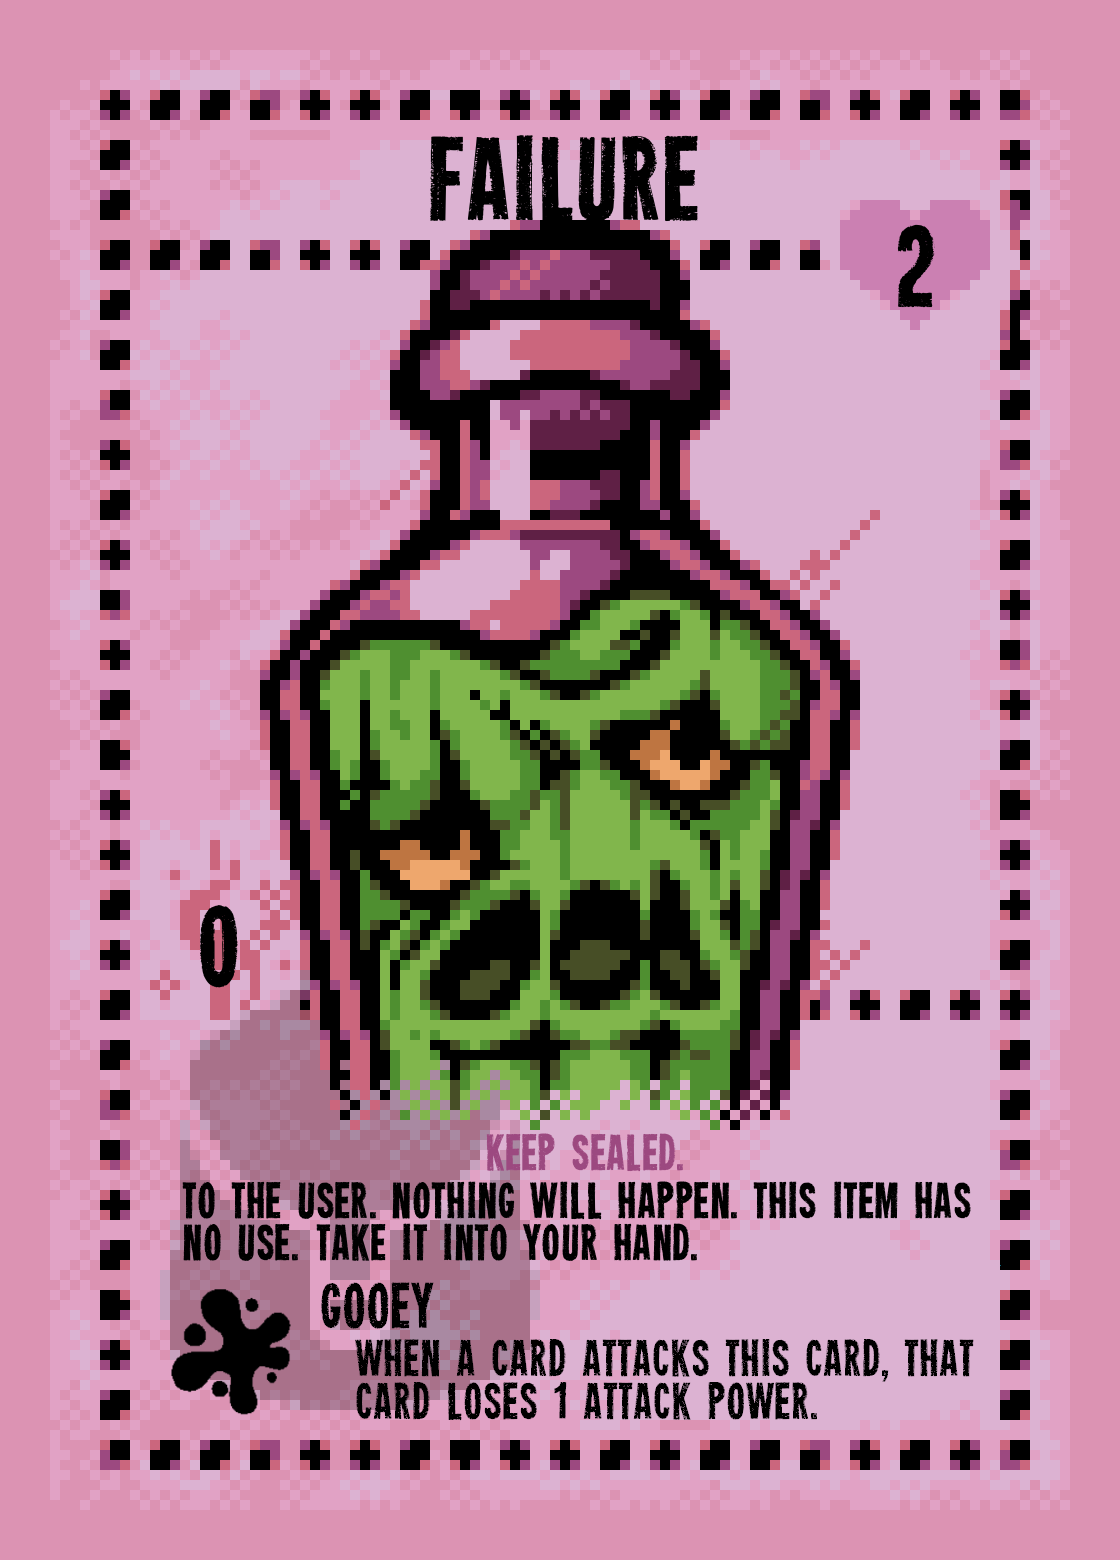 FAILURE
2
0
KEEP SEALED.
TO THE USER. NOTHING WILL HAPPEN. THIS ITEM HAS
NO USE. TAKE IT INTO YOUR HAND.
GOOEY
WHEN A CARD ATTACKS THIS CARD, THAT
CARD LOSES 1 ATTACK POWER.